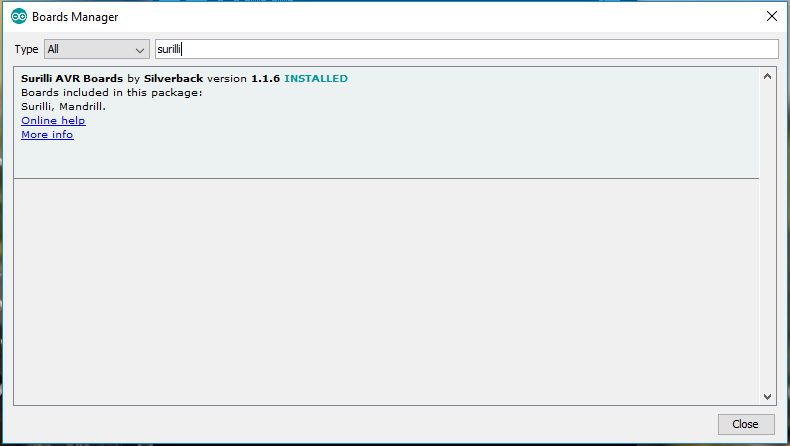 Boards Manager
Type All surilli
Surilli AVR Boards by Silverback version 1.1.6 INSTALLED
Boards included in this package:
Surilli, Mandrill.
Online help
More info
Close